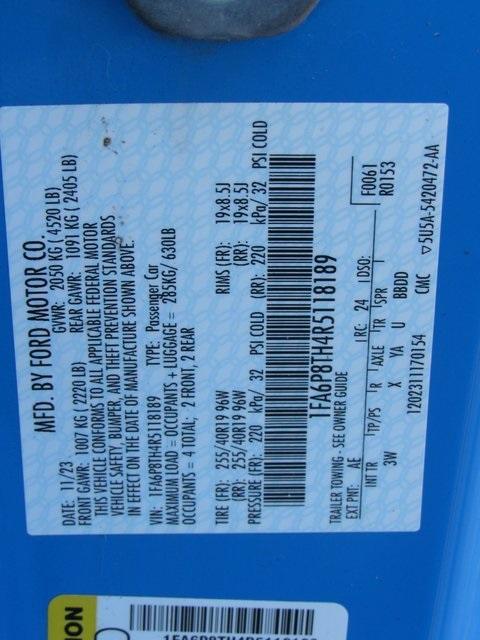 MFD. BY FORD MOTOR CO.
DATE: 11/23 GVWR: 2050 KG ( 4520 LB)
FRONT GAWR: 1007 KG ( 2220 LB) REAR GAWR: 1091 KG ( 2405 LB)
THIS VEHICLE CONFORMS TO ALL APPLICABLE FEDERAL MOTOR
VEHICLE SAFETY, BUMPER, AND THEFT PREVENTION STANDARDS
IN EFFECT ON THE DATE OF MANUFACTURE SHOWN ABOVE.
VIN: 1FA6P8TH4R5118189 TYPE: Passenger Car
MAXIMUM LOAD = OCCUPANTS + LUGGAGE = 285KG/ 630LB
OCCUPANTS = 4 TOTAL, 2 FRONT, 2 REAR
TIRE (FR): 255/40R19 96W RIMS (FR): 19x8.5J
(RR): 255/40R19 96W (RR): 19x8.5J
PRESSURE (FR): 220 kPa/ 32 PSI COLD (RR): 220 kPa/ 32 PSI COLD
1FA6P8TH4R5118189
TRAILER TOWING - SEE OWNER GUIDE
F0061
EXT PNT: AE RC: 24 DSO:
R0153
INTTR TP/PS R AXLE TR SPR
3W X YA U BBDD
12023111170154 CMC ▽5U5A-5420472-AA
ION
1FA6P8TH4R5118189